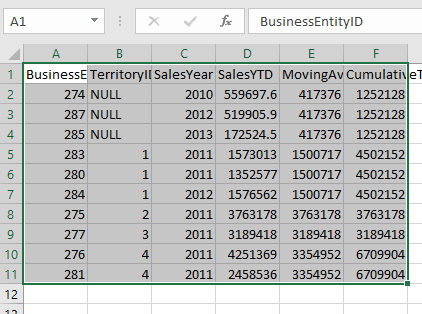 A1 BusinessEntityID
A B C D E F
1 BusinessE TerritoryID SalesYear SalesYTD MovingAv CumulativeT
2 274 NULL 2010 559697.6 417376 1252128
3 287 NULL 2012 519905.9 417376 1252128
4 285 NULL 2013 172524.5 417376 1252128
5 283 1 2011 1573013 1500717 4502152
6 280 1 2011 1352577 1500717 4502152
7 284 1 2012 1576562 1500717 4502152
8 275 2 2011 3763178 3763178 3763178
9 277 3 2011 3189418 3189418 3189418
10 276 4 2011 4251369 3354952 6709904
11 281 4 2011 2458536 3354952 6709904
12
13